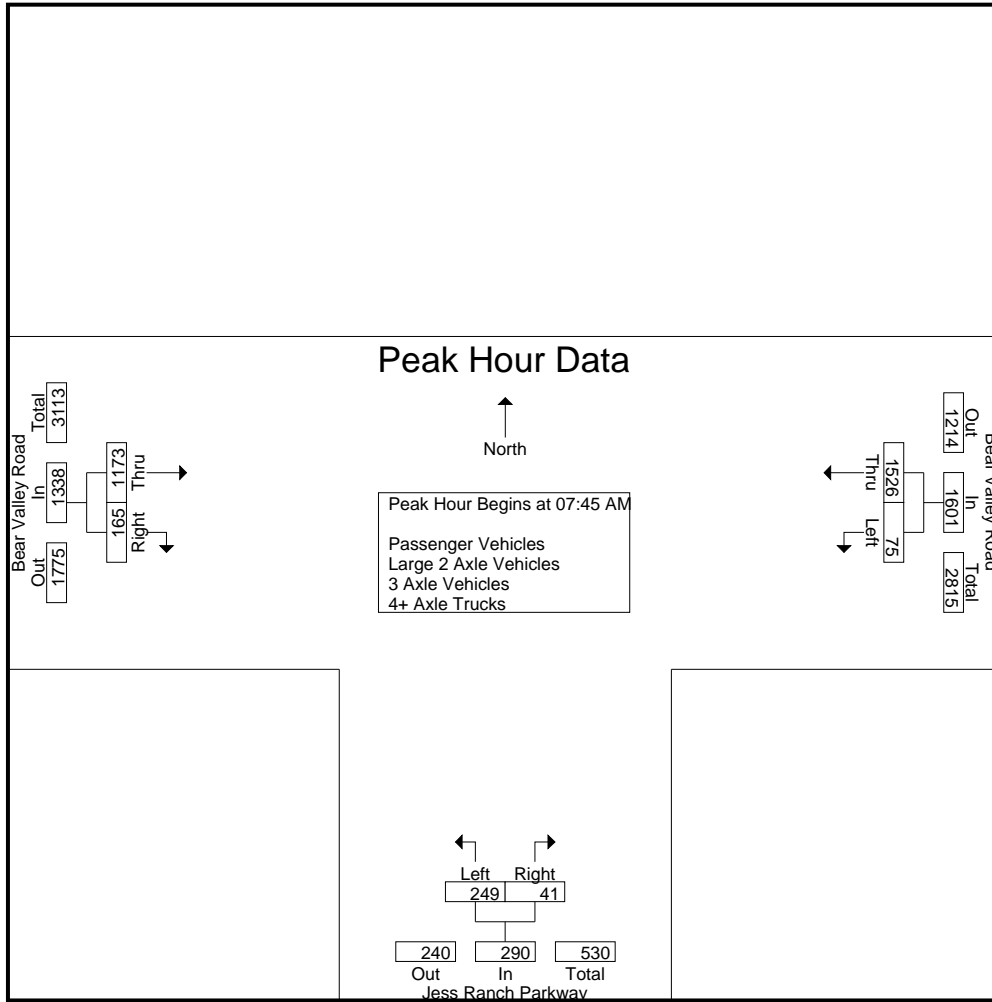 Peak Hour Data
North
Peak Hour Begins at 07:45 AM
Passenger Vehicles
Large 2 Axle Vehicles
3 Axle Vehicles
4+ Axle Trucks
Bear Valley Road
Total
3113
In
1338
Out
1775
1173
Thru
165
Right
Bear Valley Road
Out
1214
In
1601
Total
2815
1526
Thru
75
Left
Left Right
249 41
240 290 530
Out In Total
Jess Ranch Parkway